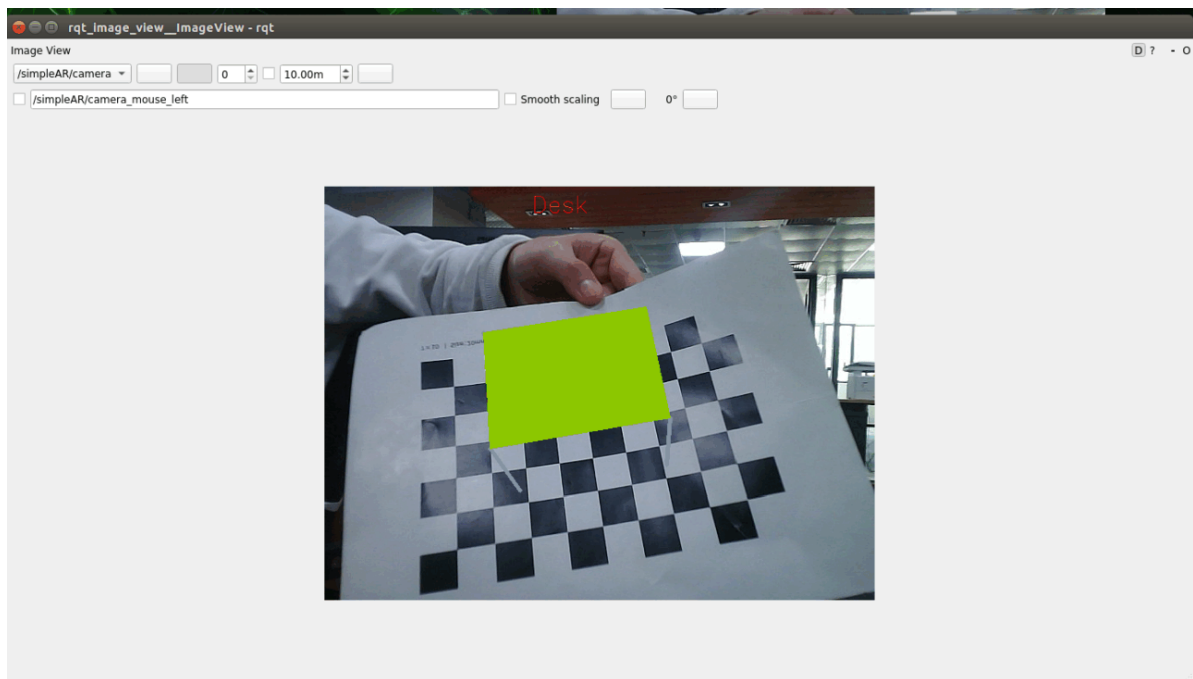 rqt_image_view__ImageView - rqt
Image View
D ? - O
/simpleAR/camera 0 10.00m
/simpleAR/camera_mouse_left Smooth scaling 0°
Desk